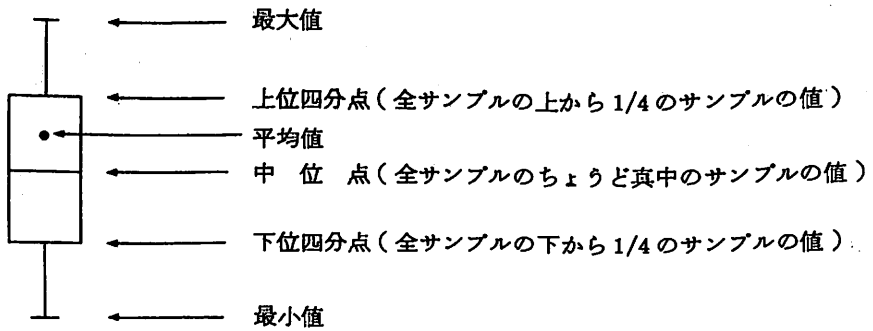 最大値
上位四分点(全サンプルの上から1/4のサンプルの値)
平均値
中位点(全サンプルのちょうど真中のサンプルの値)
下位四分点(全サンプルの下から1/4のサンプルの値)
最小値